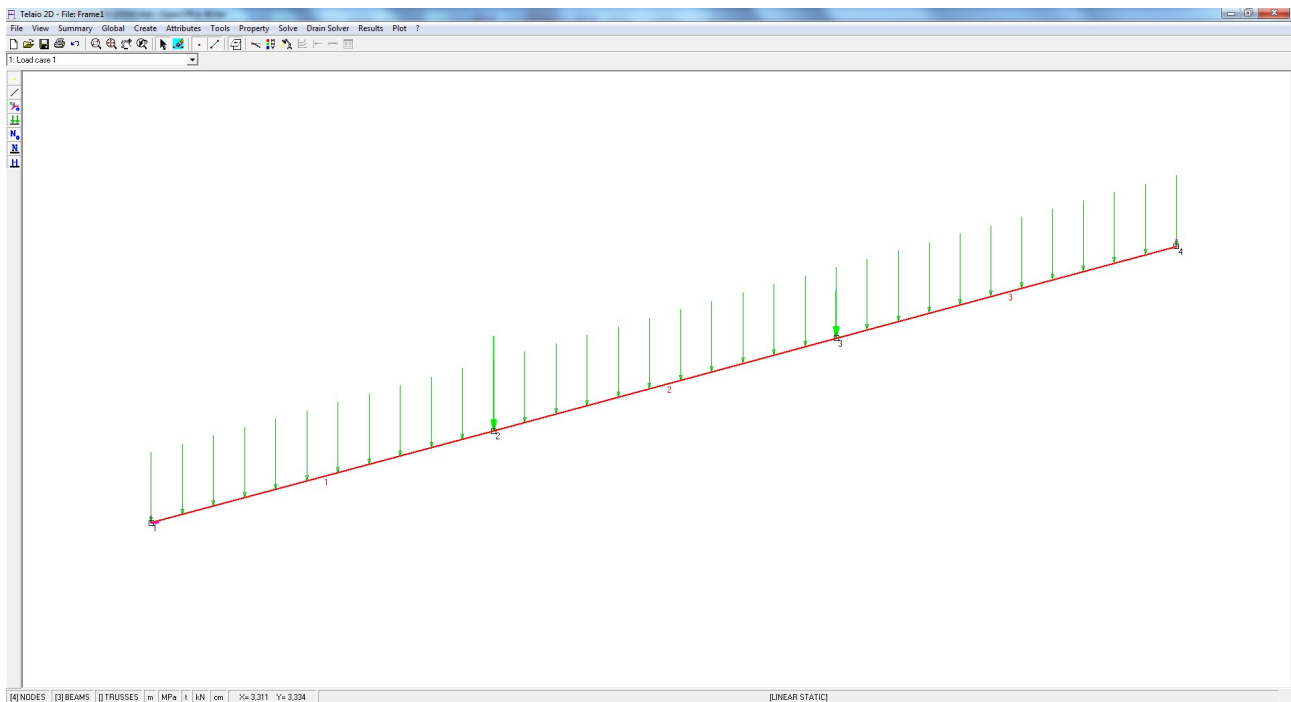 Telaio 2D - File: Frame1
File View Summary Global Create Attributes Tools Property Solve Drain Solver Results Plot ?
1: Load case 1
N
N
H
4
3
3
2
2
1
1
[4] NODES [3] BEAMS [] TRUSSES m MPa t kN cm X= 3,311 Y= 3,334 [LINEAR STATIC]